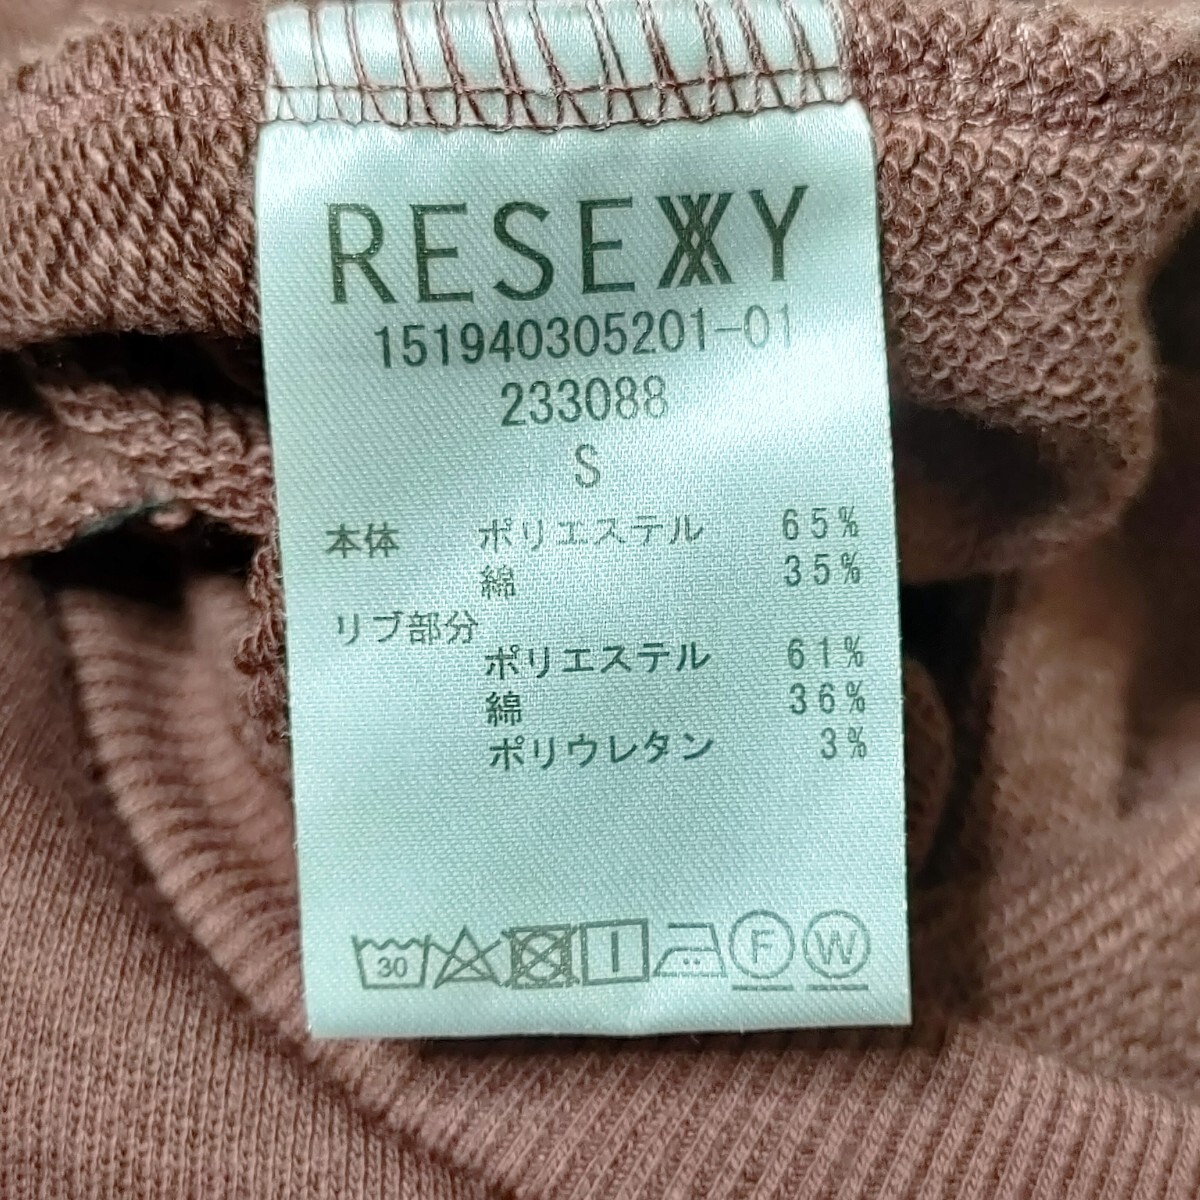 RESEXXY
151940305201-01
233088
S
本体 ポリエステル 65%
綿 35%
リブ部分
ポリエステル 61%
綿 36%
ポリウレタン 3%
30 F W